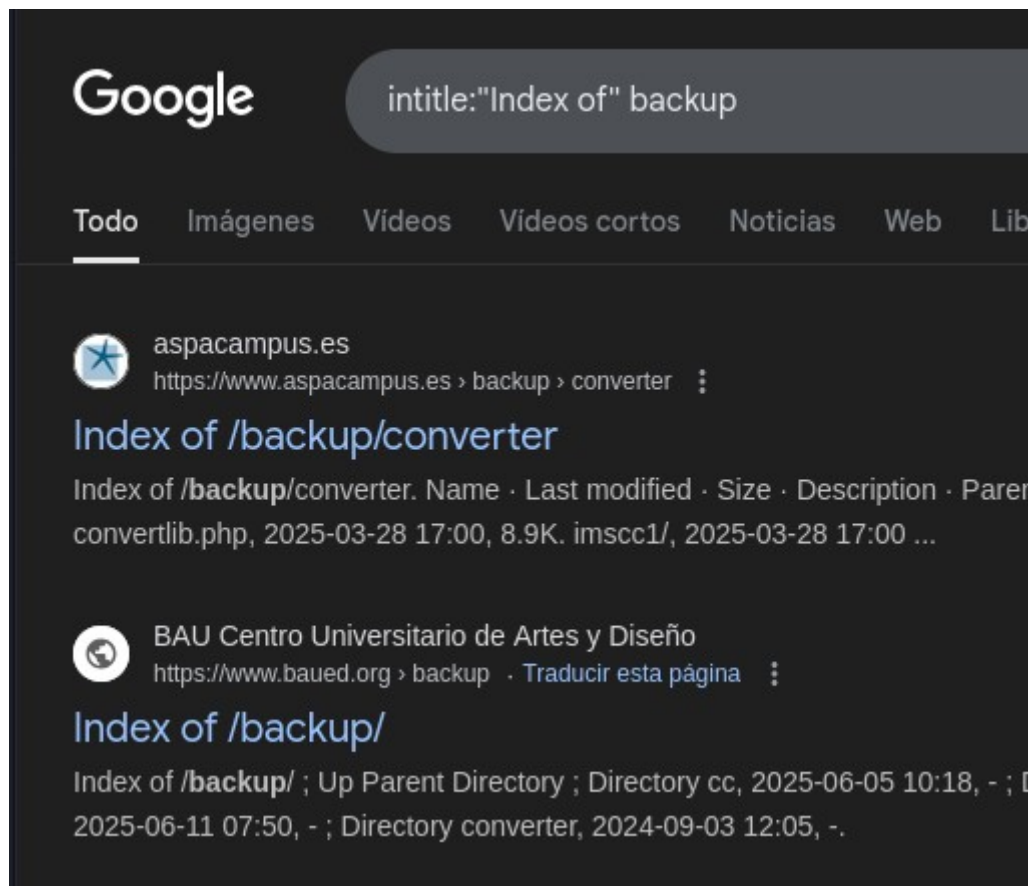 Google
intitle:"Index of" backup
Todo Imágenes Vídeos Vídeos cortos Noticias Web Lib
aspacampus.es
https://www.aspacampus.es › backup › converter
Index of /backup/converter
Index of /backup/converter. Name · Last modified · Size · Description · Paren
convertlib.php, 2025-03-28 17:00, 8.9K. imscc1/, 2025-03-28 17:00 ...
BAU Centro Universitario de Artes y Diseño
https://www.baued.org › backup · Traducir esta página
Index of /backup/
Index of /backup/ ; Up Parent Directory ; Directory cc, 2025-06-05 10:18, - ;
2025-06-11 07:50, - ; Directory converter, 2024-09-03 12:05, -.